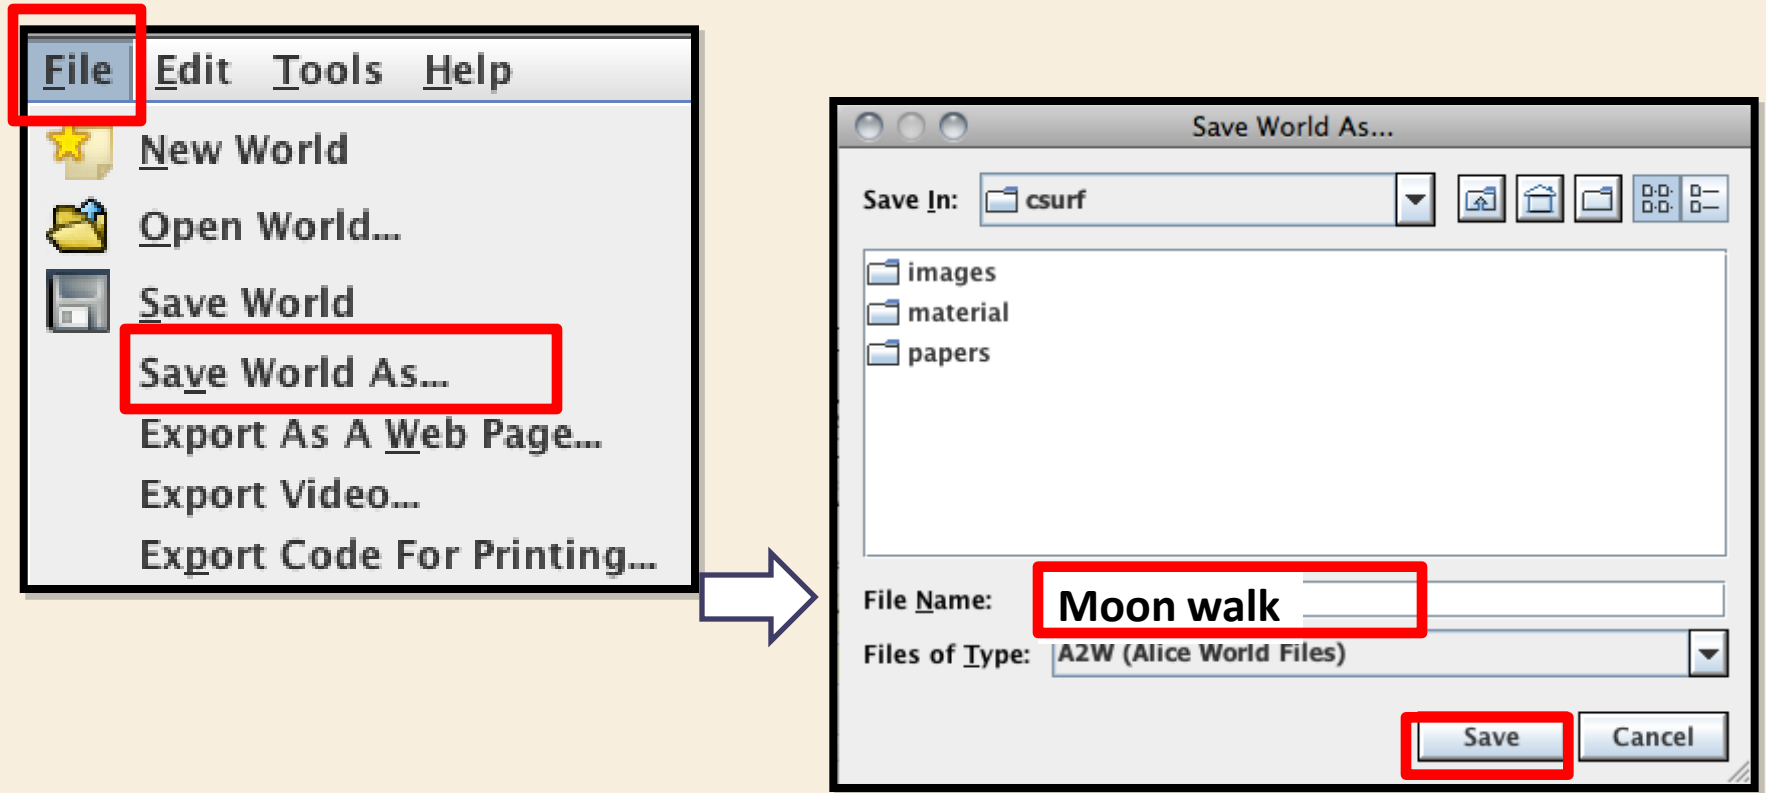 File Edit Tools Help
New World
Open World...
Save World
Save World As...
Export As A Web Page...
Export Video...
Export Code For Printing...
Save World As...
Save In: csurf
images
material
papers
File Name: Moon walk
Files of Type: A2W (Alice World Files)
Save Cancel